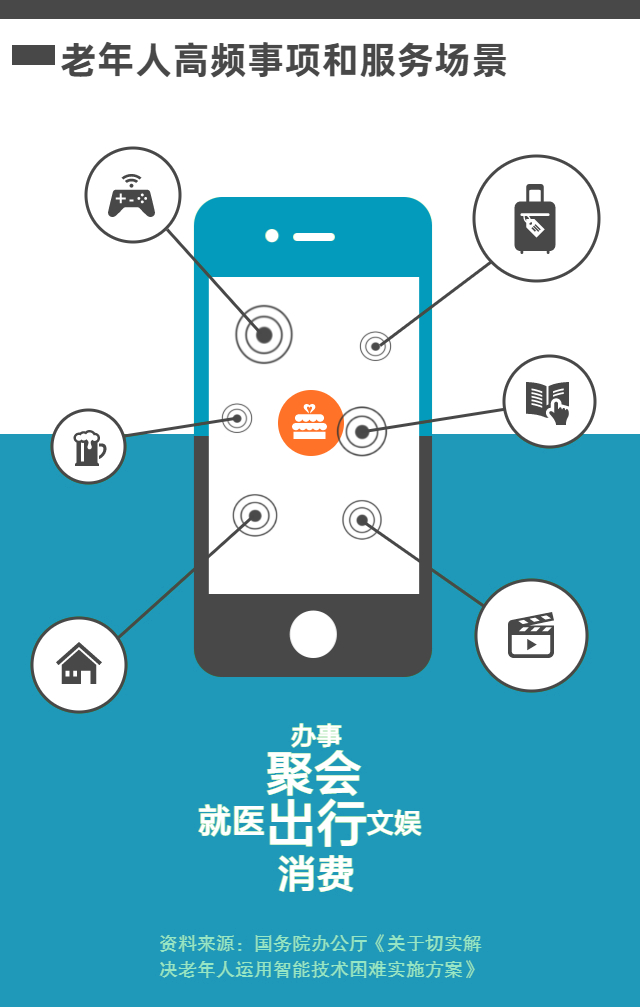 老年人高频事项和服务场景
办事
聚会
就医出行文娱
消费
资料来源：国务院办公厅《关于切实解
决老年人运用智能技术困难实施方案》